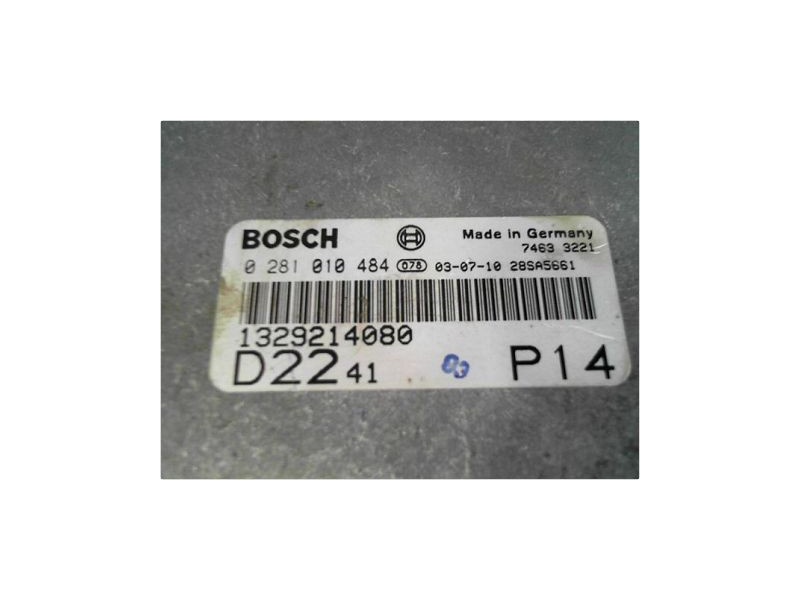 BOSCH Made in Germany
7463 3221
0 281 010 484 078 03-07-10 28SA5661
1329214080
D22 41 83 P14